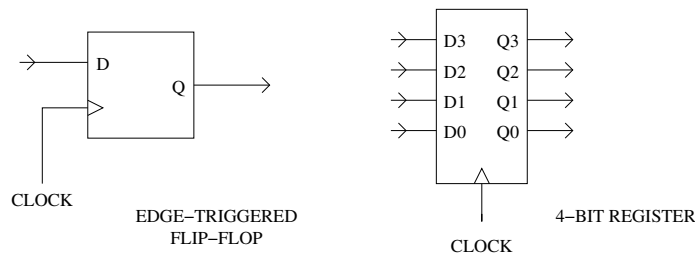 D
Q
CLOCK
EDGE−TRIGGERED
FLIP−FLOP
D3 Q3
D2 Q2
D1 Q1
D0 Q0
CLOCK
4−BIT REGISTER